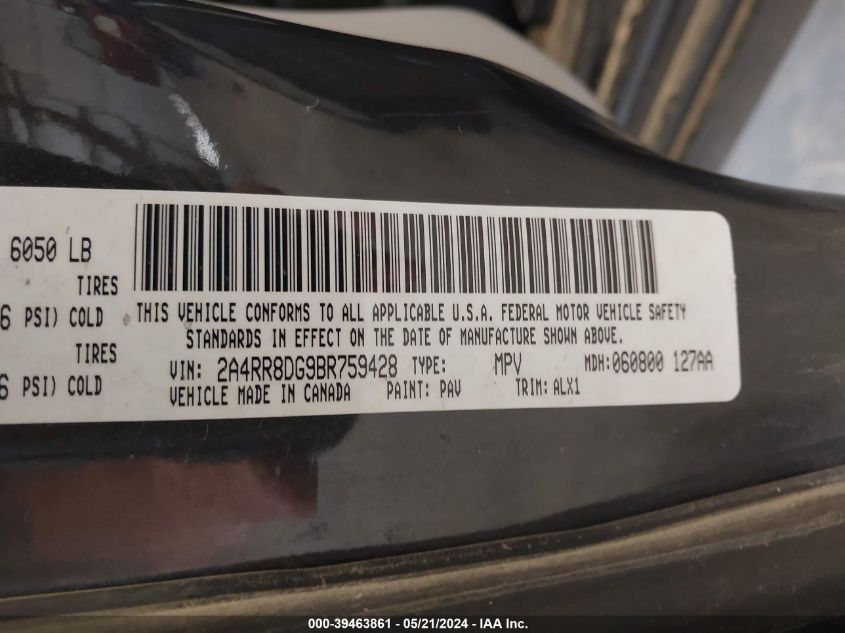 6050 LB
TIRES
6 PSI) COLD
TIRES
6 PSI) COLD
THIS VEHICLE CONFORMS TO ALL APPLICABLE U.S.A. FEDERAL MOTOR VEHICLE SAFETY
STANDARDS IN EFFECT ON THE DATE OF MANUFACTURE SHOWN ABOVE.
VIN: 2A4RR8DG9BR759428 TYPE: MPV MDH: 060800 127AA
VEHICLE MADE IN CANADA PAINT: PAV TRIM: ALX1
000-39463861 - 05/21/2024 - IAA Inc.